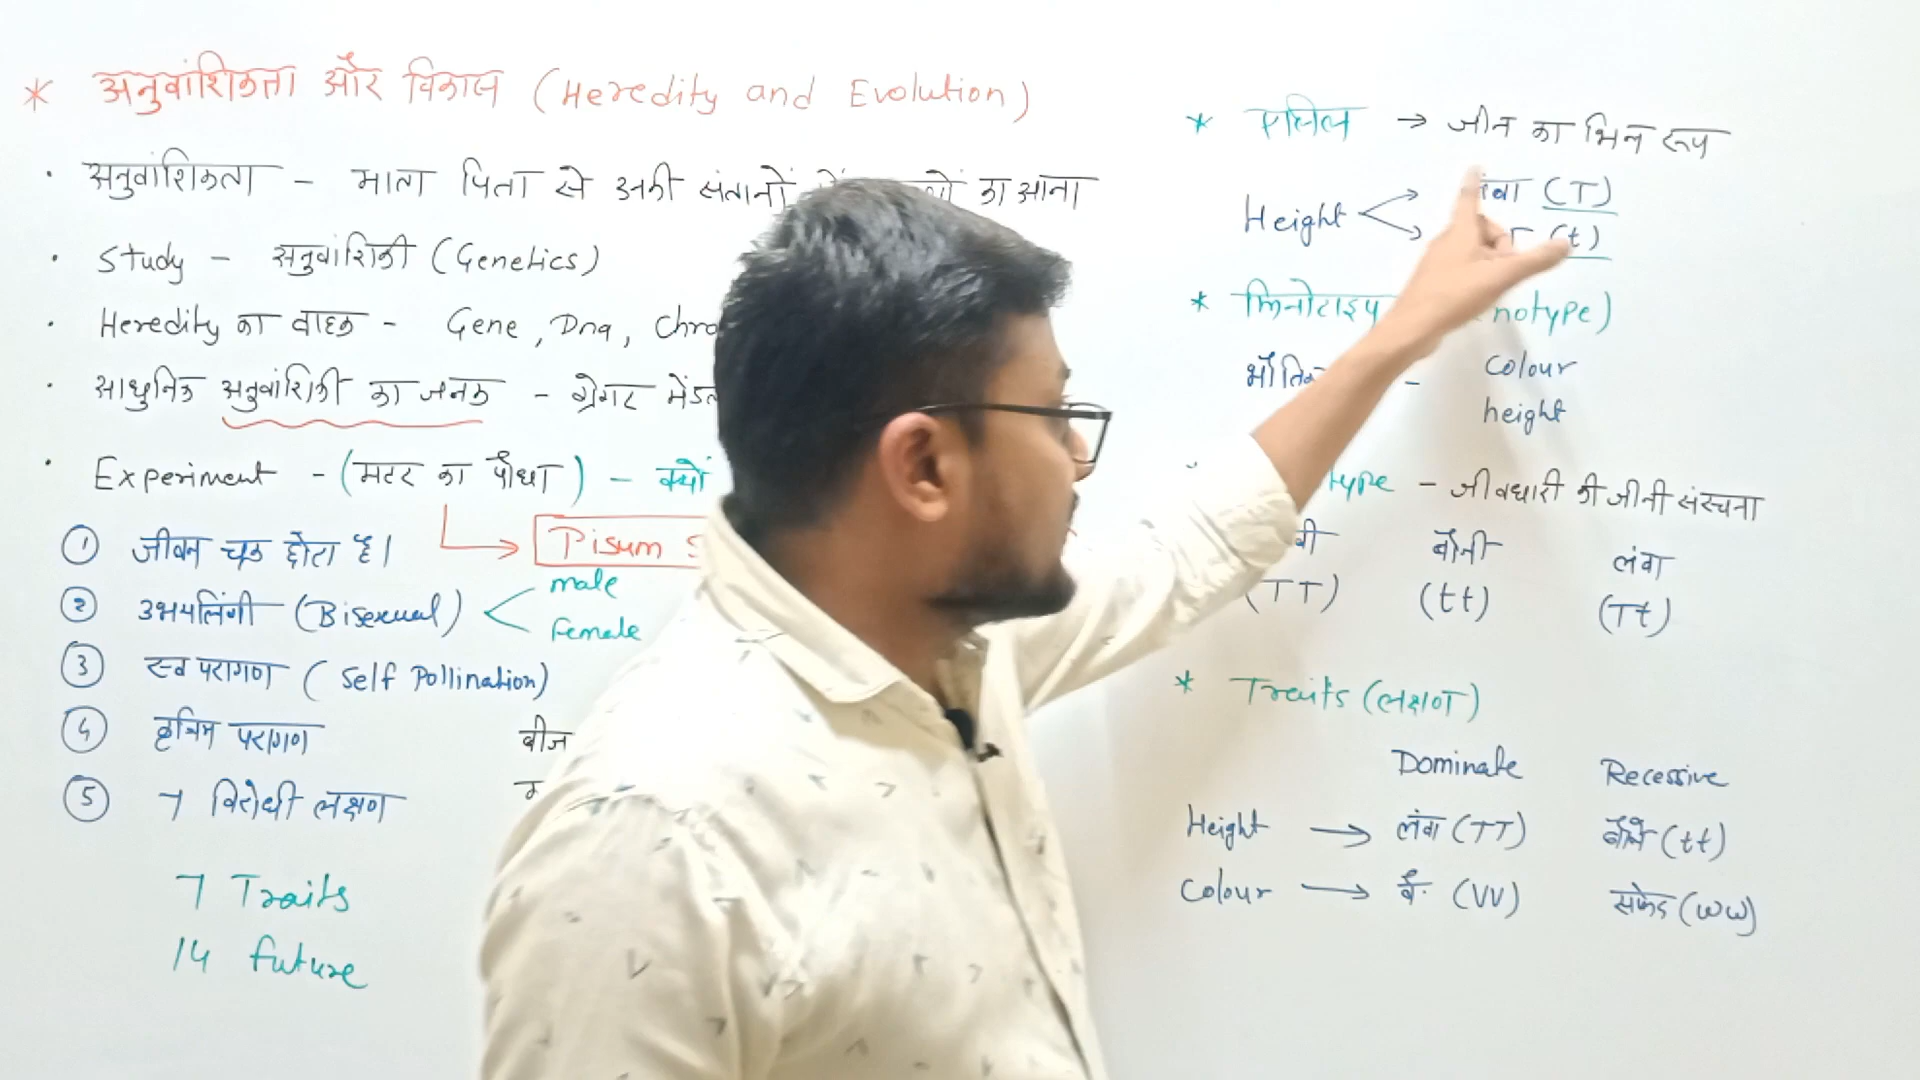 * अनुवांशिकता और विकास (Heredity and Evolution)
· अनुवांशिकता - माता पिता से उनकी संतानों में का आना
· Study - अनुवांशिकी (Genetics)
· Heredity का वाहक - Gene, Dna, Chro
· आधुनिक अनुवांशिकी का जनक - ग्रेगर मेंडल
· Experiment - (मटर का पौधा) - क्यों
Pisum S
① जीवन चक्र छोटा है।
② उभयलिंगी (Bisexual)
male
Female
③ स्व परागण (Self Pollination)
④ कृत्रिम परागण
बीज
⑤ 7 विरोधी लक्षण
7 Traits
14 future
* एलिल → जीन का भिन्न रूप
Height
लंबा (T)
(t)
* फिनोटाइप notype)
भौतिक - colour
height
type - जीवधारी की जीनी संरचना
बी बौनी लंबा
(TT) (tt) (Tt)
* Traits (लक्षण)
Dominate Recessive
Height → लंबा (TT) बौने (tt)
Colour → बैं. (VV) सफेद (ww)